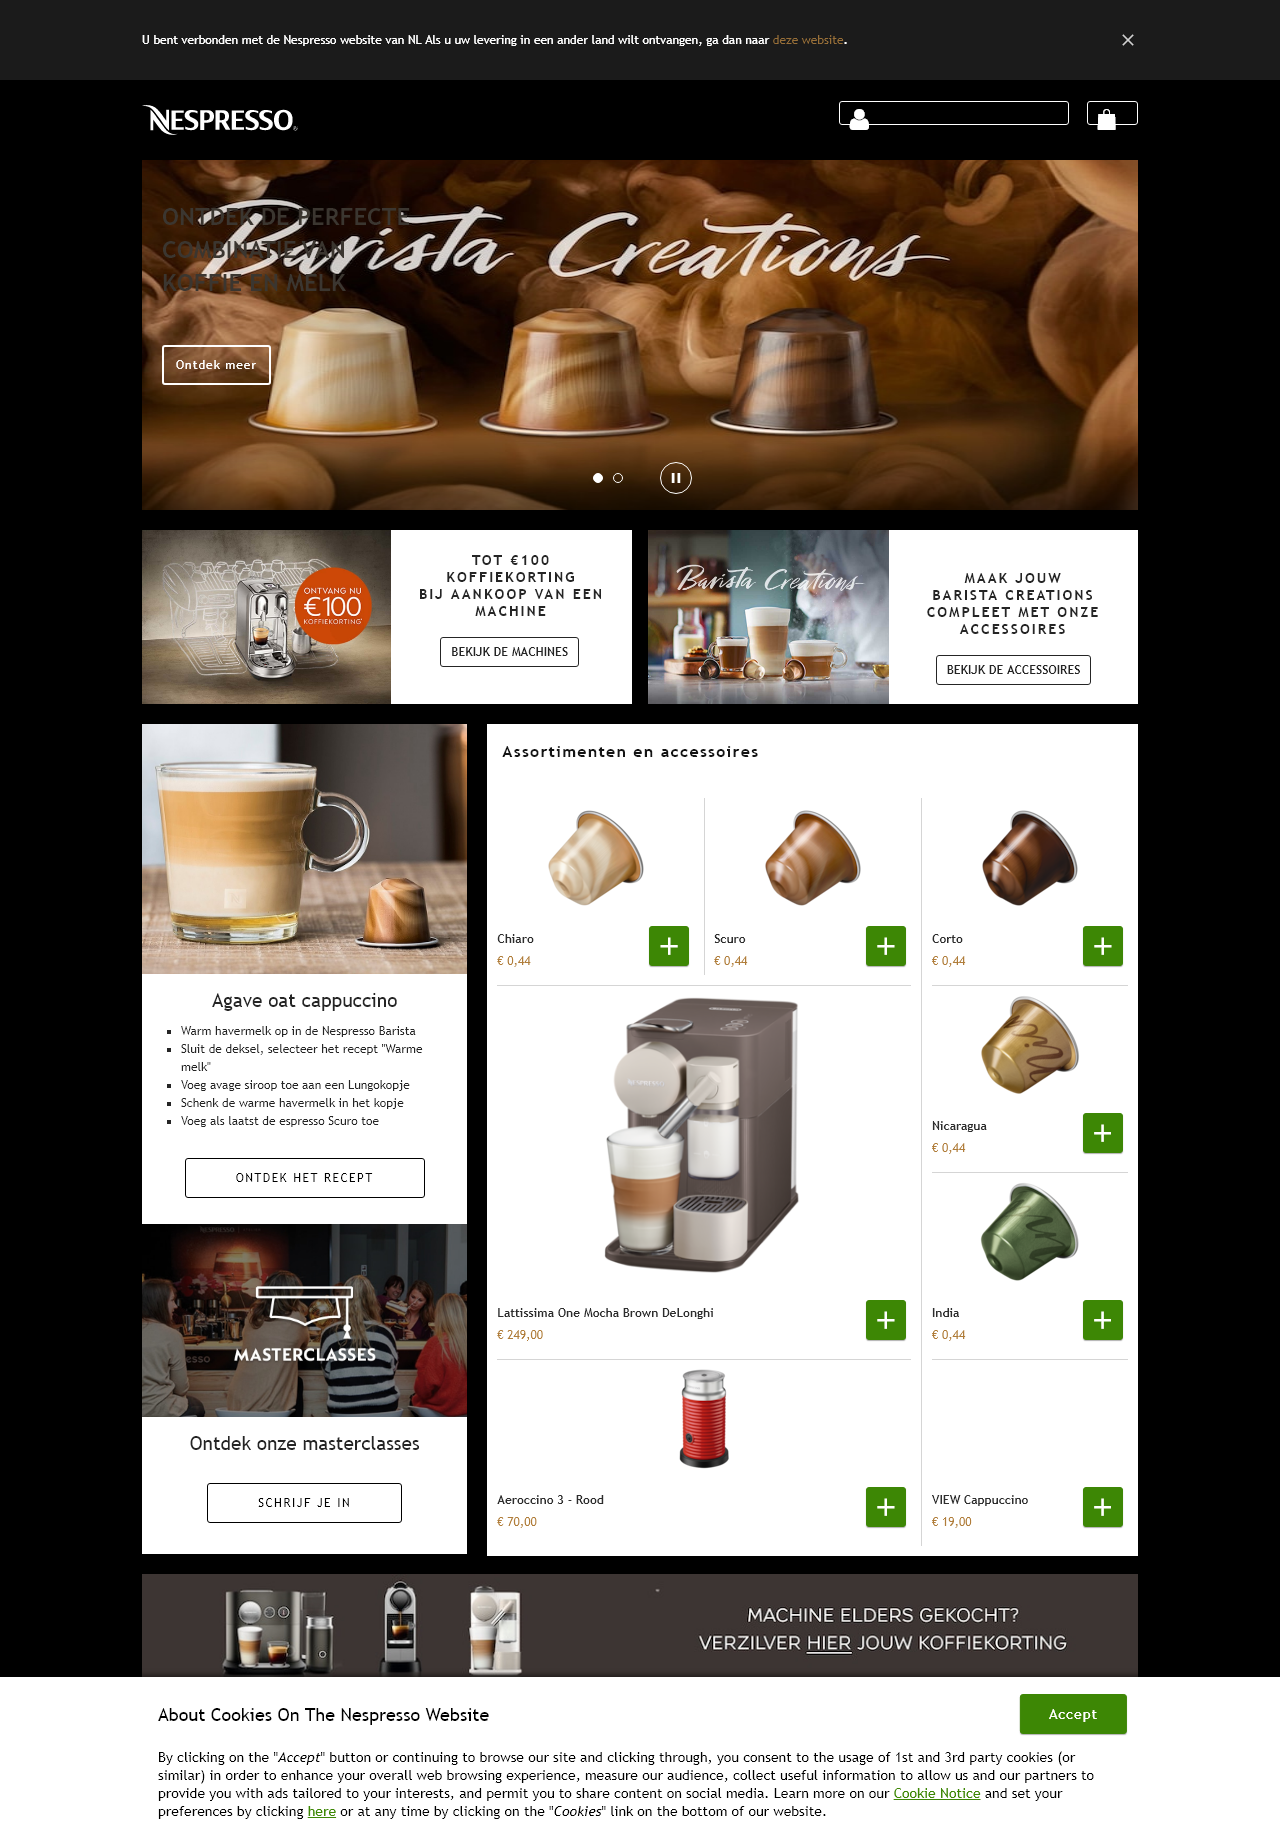 U bent verbonden met de Nespresso website van NL Als u uw levering in een ander land wilt ontvangen, ga dan naar deze website.
NESPRESSO
Barista Creations
ONTDEK DE PERFECTE
COMBINATIE VAN
KOFFIE EN MELK
Ontdek meer
ONTVANG NU
€100
KOFFIEKORTING
TOT €100
KOFFIEKORTING
BIJ AANKOOP VAN EEN
MACHINE
BEKIJK DE MACHINES
Barista Creations
MAAK JOUW
BARISTA CREATIONS
COMPLEET MET ONZE
ACCESSOIRES
BEKIJK DE ACCESSOIRES
Agave oat cappuccino
Warm havermelk op in de Nespresso Barista
Sluit de deksel, selecteer het recept "Warme
melk"
Voeg avage siroop toe aan een Lungokopje
Schenk de warme havermelk in het kopje
Voeg als laatst de espresso Scuro toe
ONTDEK HET RECEPT
MASTERCLASSES
Ontdek onze masterclasses
SCHRIJF JE IN
Assortimenten en accessoires
Chiaro
€ 0,44
Scuro
€ 0,44
Corto
€ 0,44
Nicaragua
€ 0,44
Lattissima One Mocha Brown DeLonghi
€ 249,00
India
€ 0,44
Aeroccino 3 - Rood
€ 70,00
VIEW Cappuccino
€ 19,00
MACHINE ELDERS GEKOCHT?
VERZILVER HIER JOUW KOFFIEKORTING
About Cookies On The Nespresso Website
Accept
By clicking on the "Accept" button or continuing to browse our site and clicking through, you consent to the usage of 1st and 3rd party cookies (or
similar) in order to enhance your overall web browsing experience, measure our audience, collect useful information to allow us and our partners to
provide you with ads tailored to your interests, and permit you to share content on social media. Learn more on our Cookie Notice and set your
preferences by clicking here or at any time by clicking on the "Cookies" link on the bottom of our website.